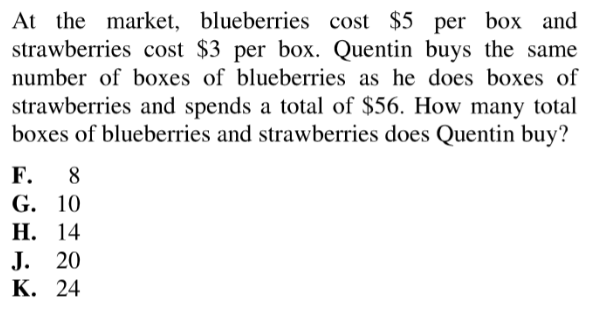 At the market, blueberries cost $5 per box and
strawberries cost $3 per box. Quentin buys the same
number of boxes of blueberries as he does boxes of
strawberries and spends a total of $56. How many total
boxes of blueberries and strawberries does Quentin buy?
F. 8
G. 10
H. 14
J. 20
K. 24